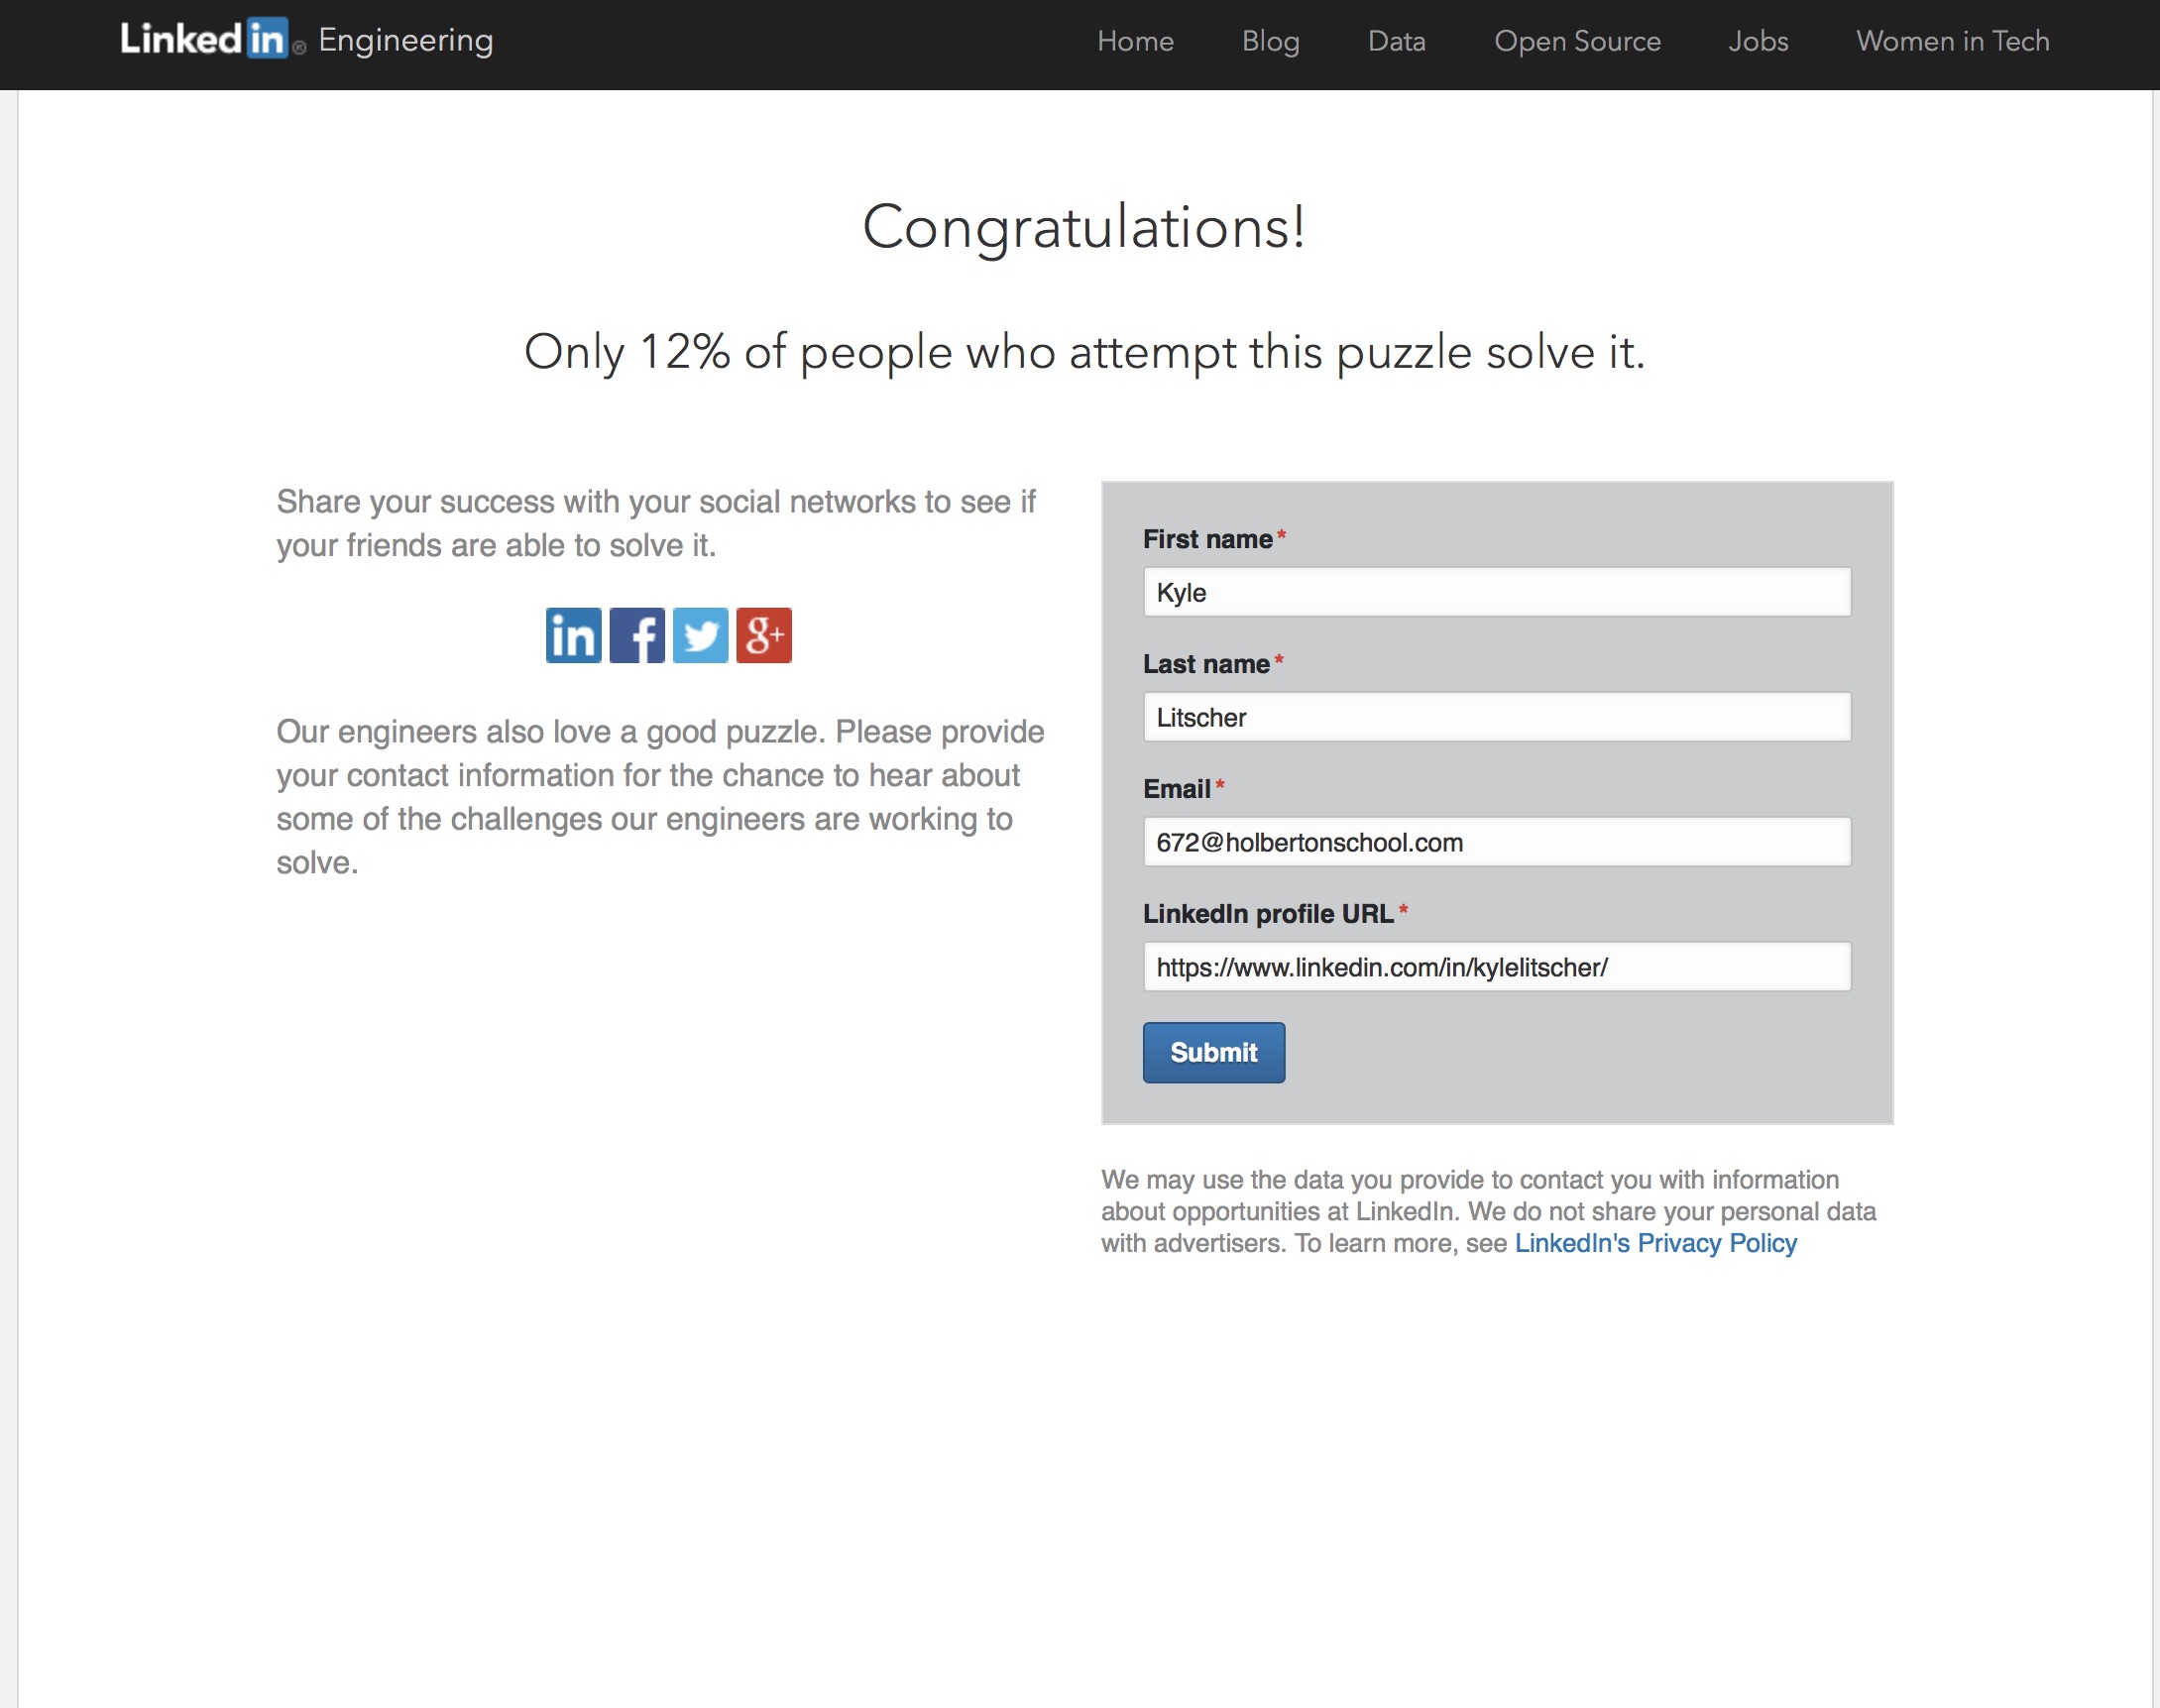 Linked in ® Engineering
Home Blog Data Open Source Jobs Women in Tech
Congratulations!
Only 12% of people who attempt this puzzle solve it.
Share your success with your social networks to see if
your friends are able to solve it.
in f g+
Our engineers also love a good puzzle. Please provide
your contact information for the chance to hear about
some of the challenges our engineers are working to
solve.
First name*
Kyle
Last name*
Litscher
Email*
672@holbertonschool.com
LinkedIn profile URL*
https://www.linkedin.com/in/kylelitscher/
Submit
We may use the data you provide to contact you with information
about opportunities at LinkedIn. We do not share your personal data
with advertisers. To learn more, see LinkedIn's Privacy Policy